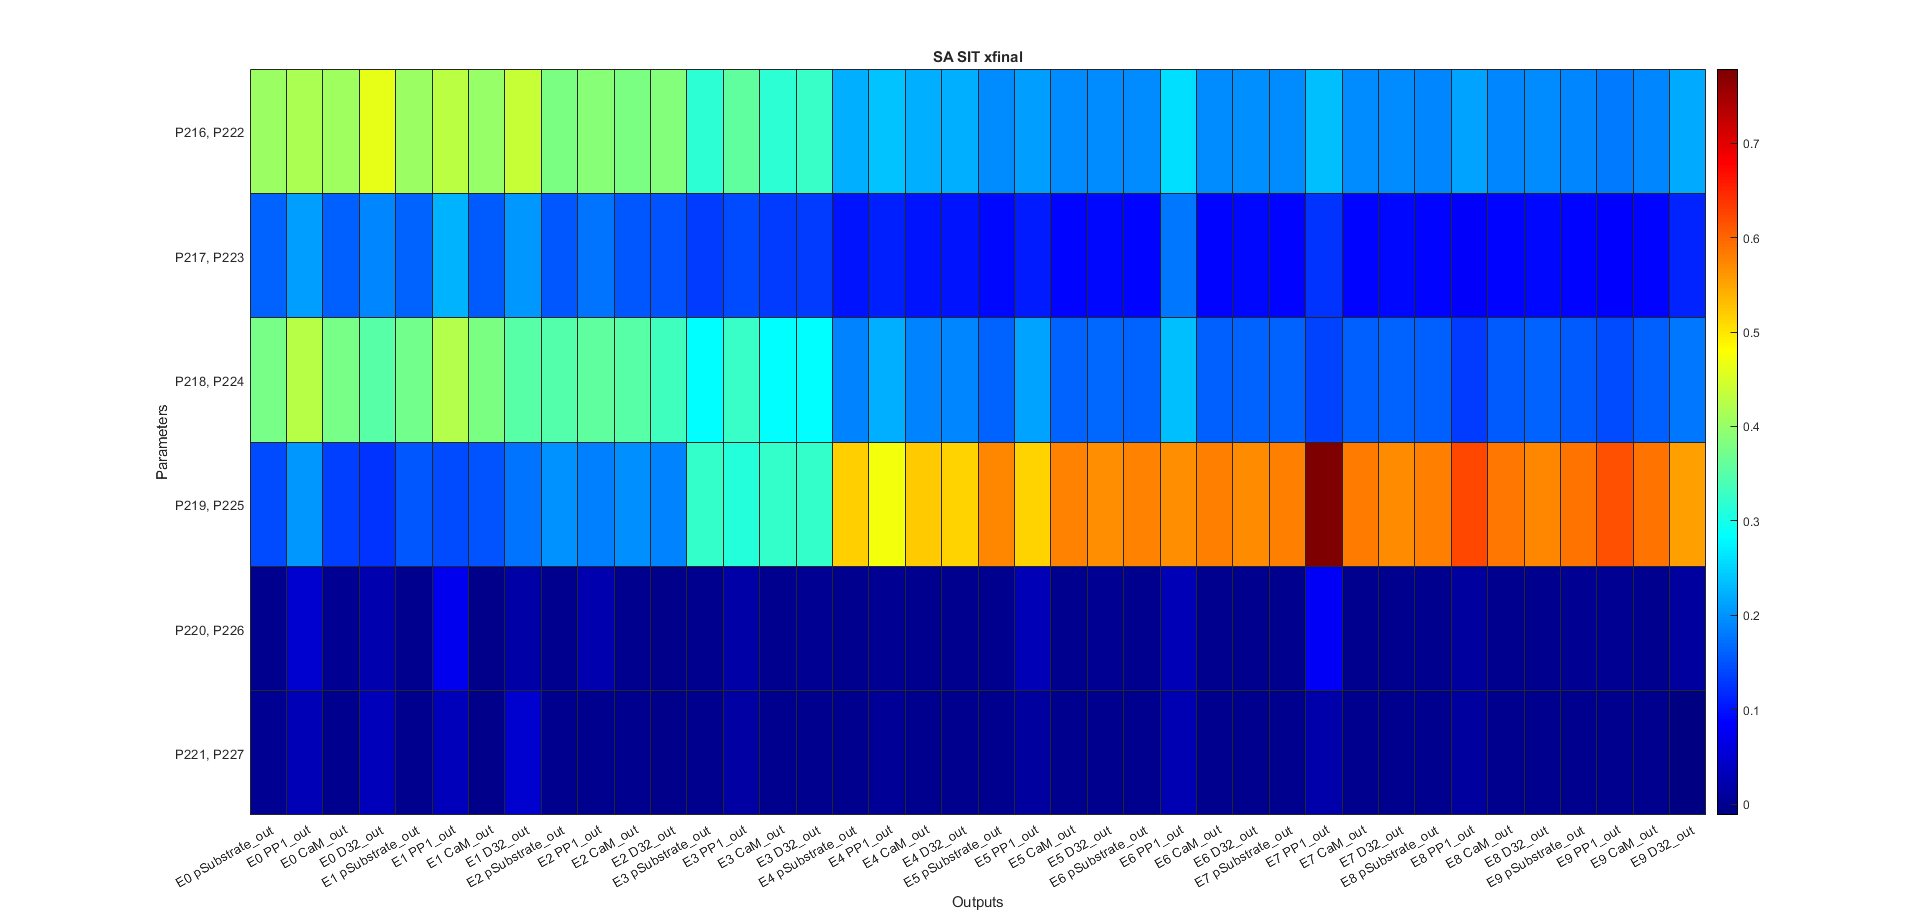 SA SIT xfinal
P216, P222
P217, P223
P218, P224
P219, P225
P220, P226
P221, P227
Parameters
0.7
0.6
0.5
0.4
0.3
0.2
0.1
0
E0 pSubstrate_out
E0 PP1_out
E0 CaM_out
E0 D32_out
E1 pSubstrate_out
E1 PP1_out
E1 CaM_out
E1 D32_out
E2 pSubstrate_out
E2 PP1_out
E2 CaM_out
E2 D32_out
E3 pSubstrate_out
E3 PP1_out
E3 CaM_out
E3 D32_out
E4 pSubstrate_out
E4 PP1_out
E4 CaM_out
E4 D32_out
E5 pSubstrate_out
E5 PP1_out
E5 CaM_out
E5 D32_out
E6 pSubstrate_out
E6 PP1_out
E6 CaM_out
E6 D32_out
E7 pSubstrate_out
E7 PP1_out
E7 CaM_out
E7 D32_out
E8 pSubstrate_out
E8 PP1_out
E8 CaM_out
E8 D32_out
E9 pSubstrate_out
E9 PP1_out
E9 CaM_out
E9 D32_out
Outputs